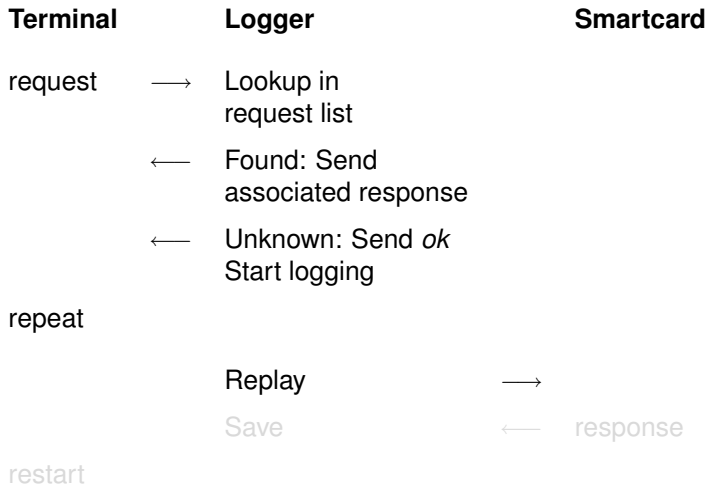 Terminal Logger Smartcard
request ⟶ Lookup in
request list
⟵ Found: Send
associated response
⟵ Unknown: Send ok
Start logging
repeat
Replay ⟶
Save ⟵ response
restart